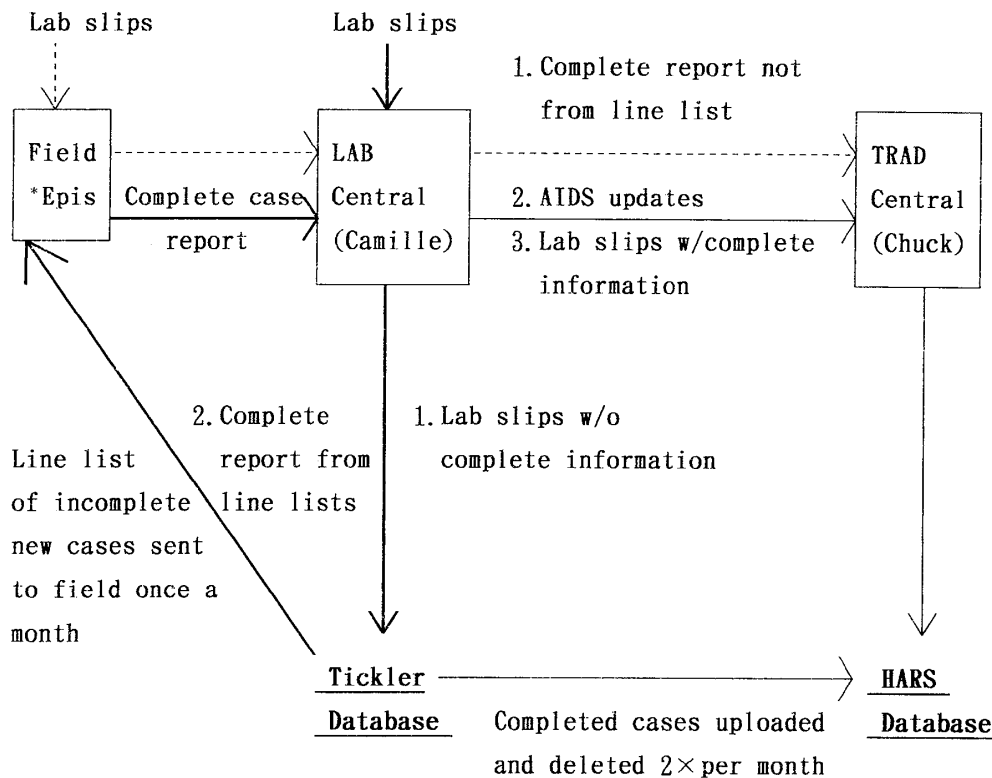 Lab slips
Lab slips
1. Complete report not
from line list
Field
*Epis
LAB
Central
(Camille)
TRAD
Central
(Chuck)
Complete case
report
2. AIDS updates
3. Lab slips w/complete
information
2. Complete
report from
line lists
1. Lab slips w/o
complete information
Line list
of incomplete
new cases sent
to field once a
month
Tickler
Database
HARS
Database
Completed cases uploaded
and deleted 2× per month